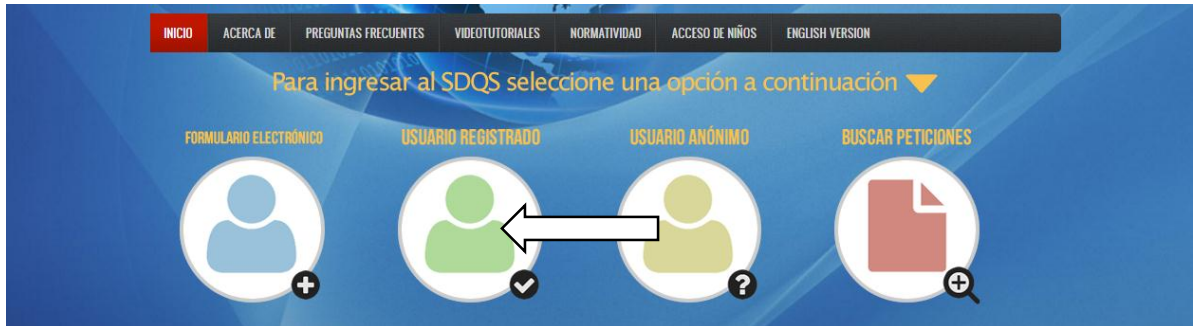 INICIO ACERCA DE PREGUNTAS FRECUENTES VIDEOTUTORIALES NORMATIVIDAD ACCESO DE NIÑOS ENGLISH VERSION
Para ingresar al SDQS seleccione una opción a continuación
FORMULARIO ELECTRÓNICO USUARIO REGISTRADO USUARIO ANÓNIMO BUSCAR PETICIONES